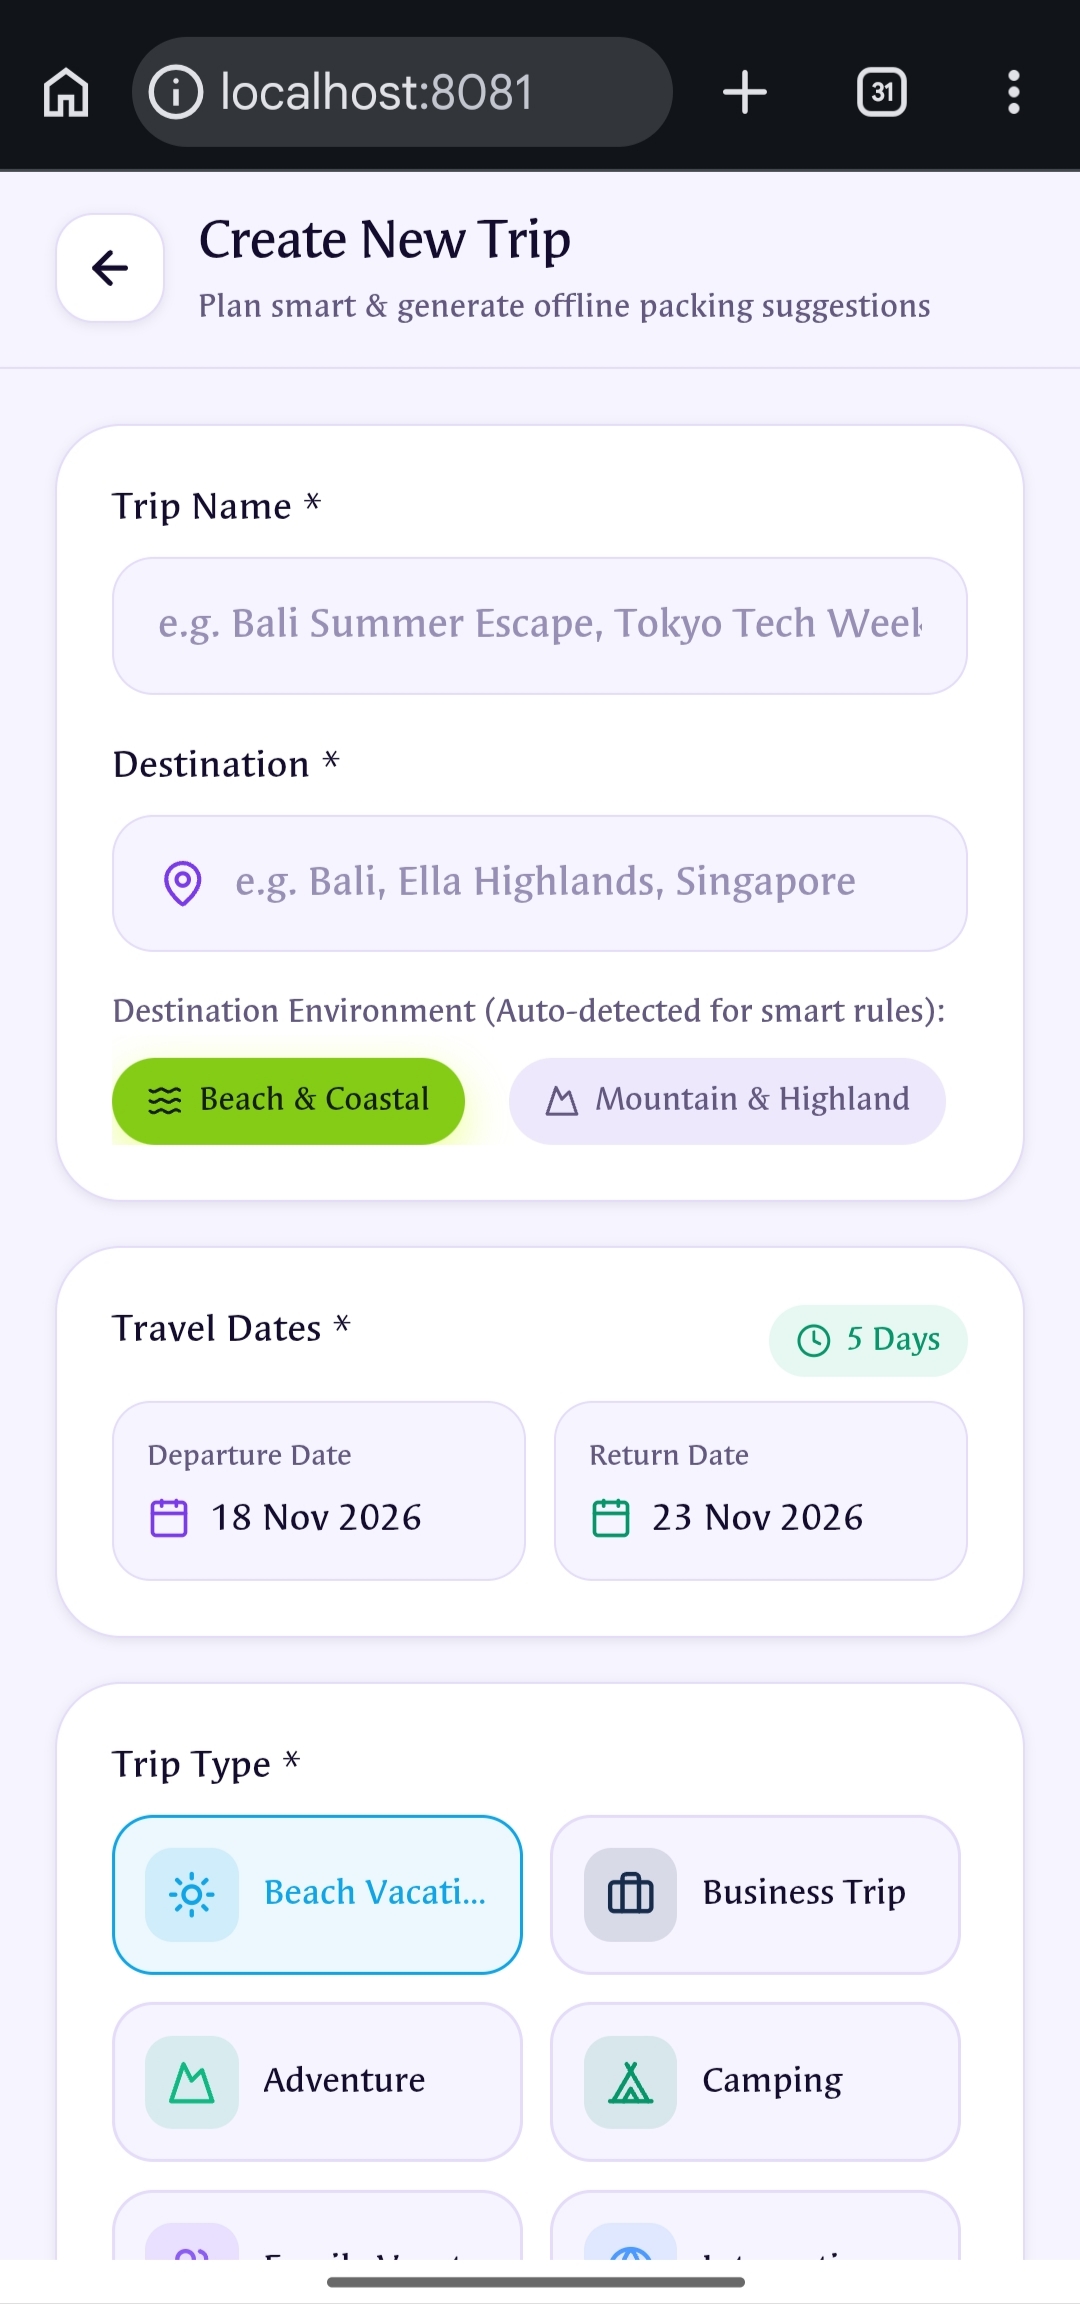 localhost:8081
31
Create New Trip
Plan smart & generate offline packing suggestions
Trip Name *
e.g. Bali Summer Escape, Tokyo Tech Week
Destination *
e.g. Bali, Ella Highlands, Singapore
Destination Environment (Auto-detected for smart rules):
Beach & Coastal
Mountain & Highland
Travel Dates *
5 Days
Departure Date
18 Nov 2026
Return Date
23 Nov 2026
Trip Type *
Beach Vacati...
Business Trip
Adventure
Camping